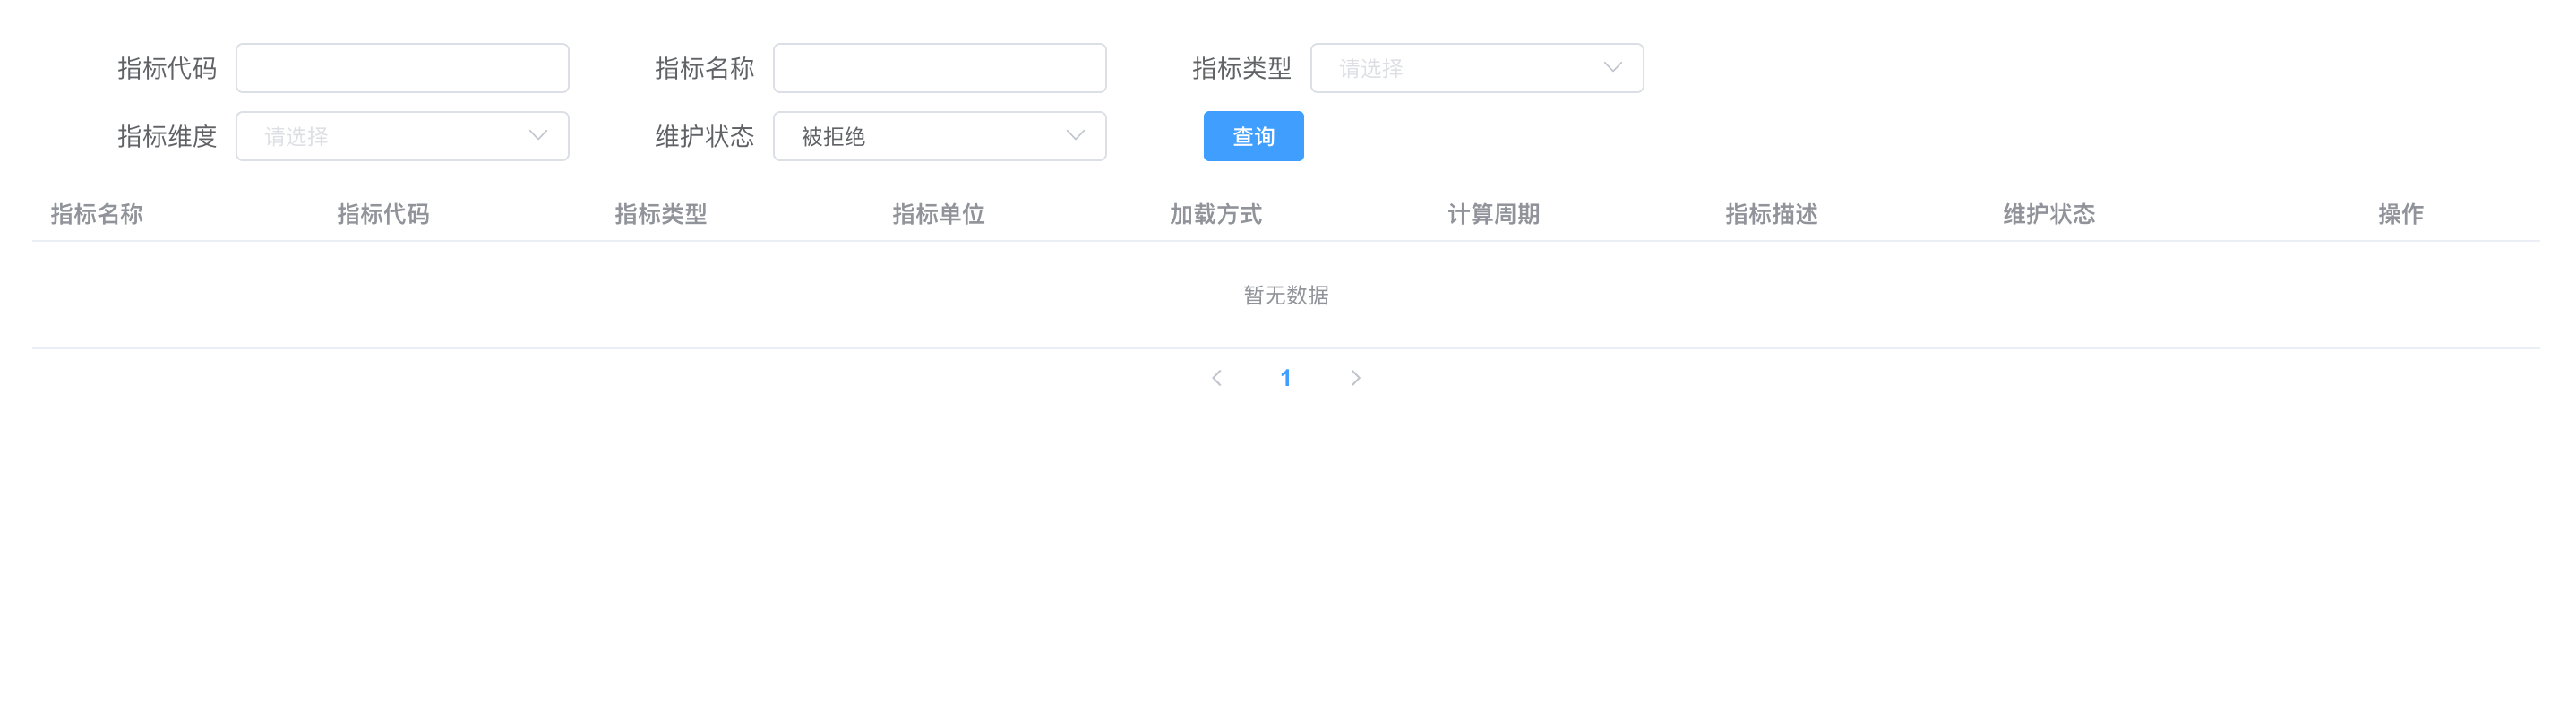 指标代码 指标名称 指标类型 请选择
指标维度 请选择 维护状态 被拒绝 查询
指标名称 指标代码 指标类型 指标单位 加载方式 计算周期 指标描述 维护状态 操作
暂无数据
1